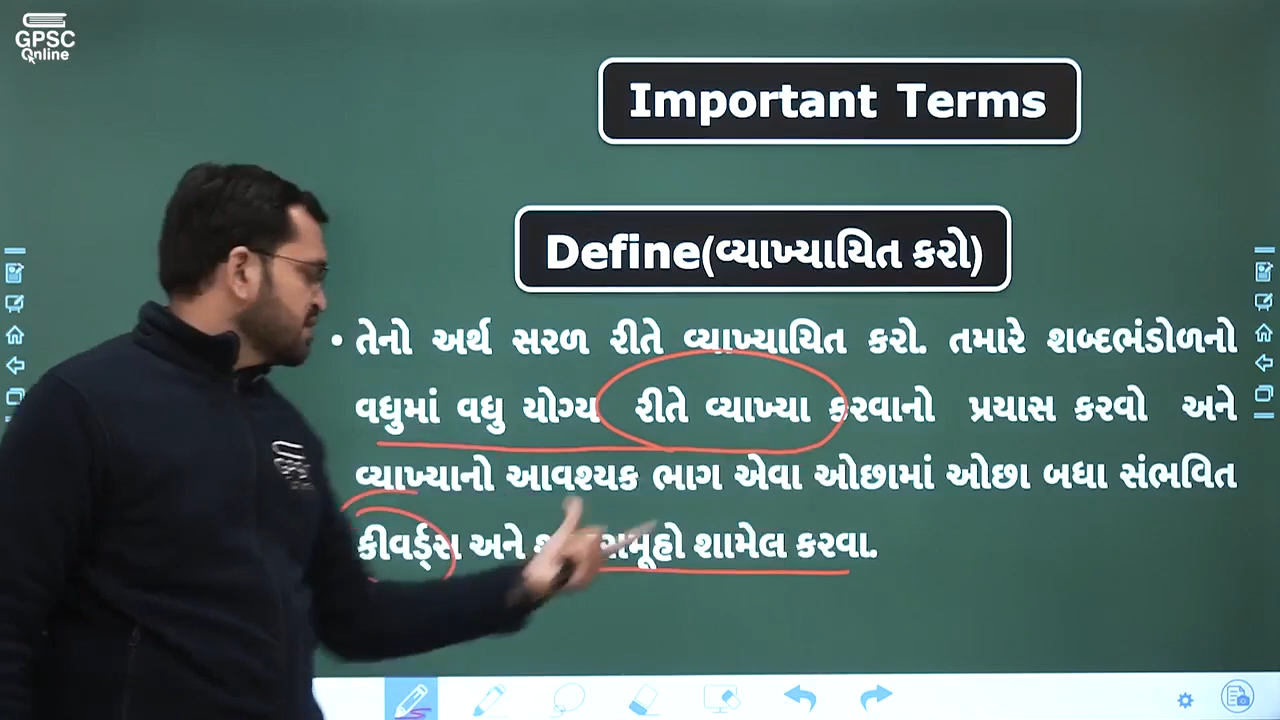 GPSC
Online
Important Terms
Define(વ્યાખ્યાયિત કરો)
• તેનો અર્થ સરળ રીતે વ્યાખ્યાયિત કરો. તમારે શબ્દભંડોળનો
વધુમાં વધુ યોગ્ય રીતે વ્યાખ્યા કરવાનો પ્રયાસ કરવો અને
વ્યાખ્યાનો આવશ્યક ભાગ એવા ઓછામાં ઓછા બધા સંભવિત
કીવર્ડ્સ અને શામેલ કરવા.
GPSC